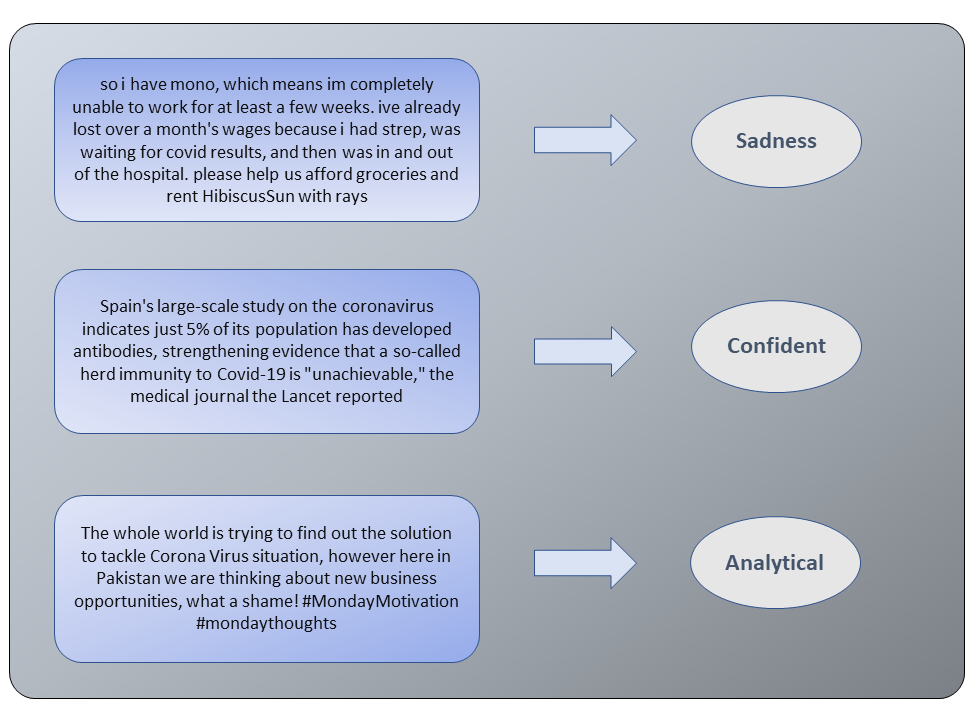 so i have mono, which means im completely
unable to work for at least a few weeks. ive already
lost over a month's wages because i had strep, was
waiting for covid results, and then was in and out
of the hospital. please help us afford groceries and
rent HibiscusSun with rays
Sadness
Spain's large-scale study on the coronavirus
indicates just 5% of its population has developed
antibodies, strengthening evidence that a so-called
herd immunity to Covid-19 is "unachievable," the
medical journal the Lancet reported
Confident
The whole world is trying to find out the solution
to tackle Corona Virus situation, however here in
Pakistan we are thinking about new business
opportunities, what a shame! #MondayMotivation
#mondaythoughts
Analytical